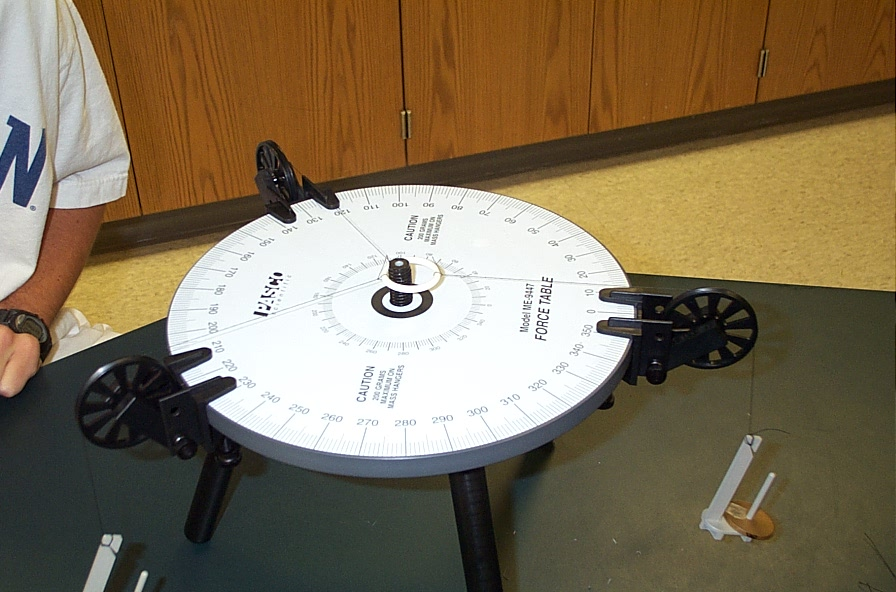 N
®
CAUTION
200 GRAMS
MAXIMUM ON
MASS HANGERS
PASCO
scientific
Model ME-9447
FORCE TABLE
CAUTION
200 GRAMS
MAXIMUM ON
MASS HANGERS
0
10
20
30
40
50
60
70
80
90
100
110
120
130
140
150
160
170
180
190
200
210
220
230
240
250
260
270
280
290
300
310
320
330
340
350